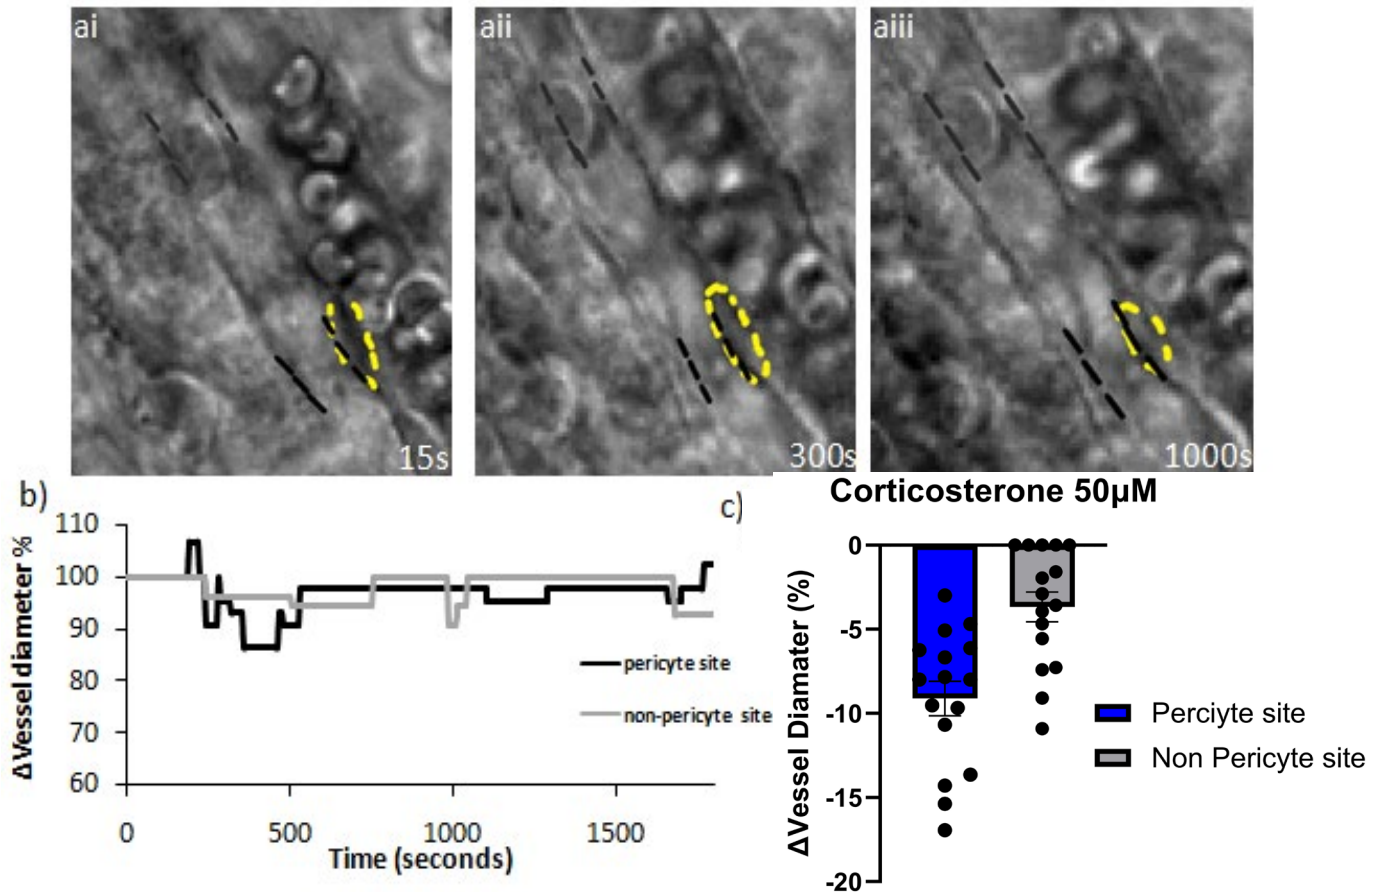 ai
aii
aiii
15s
300s
1000s
b)
c)
Corticosterone 50µM
110
100
90
80
70
60
ΔVessel diameter %
pericyte site
non-pericyte site
0
500
1000
1500
Time (seconds)
0
-5
-10
-15
-20
ΔVessel Diamater (%)
Perciyte site
Non Pericyte site